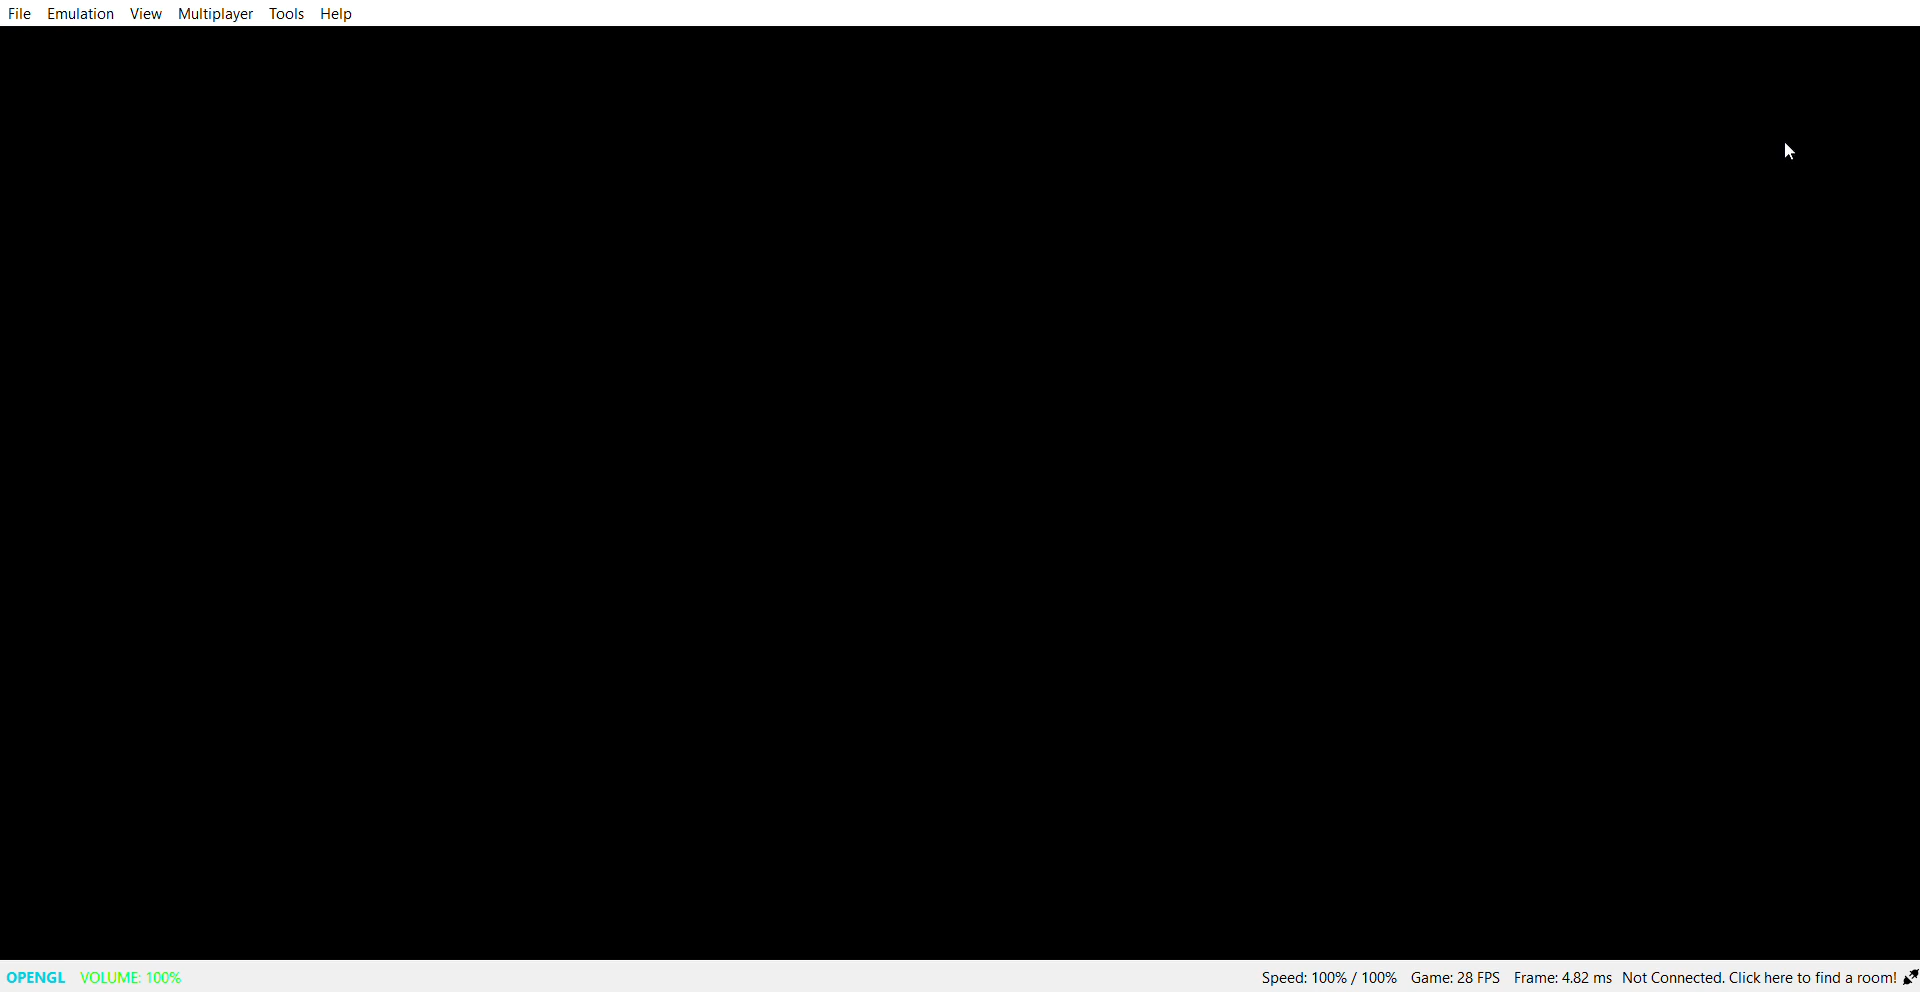 File Emulation View Multiplayer Tools Help
OPENGL VOLUME: 100% Speed: 100% / 100% Game: 28 FPS Frame: 4.82 ms Not Connected. Click here to find a room!